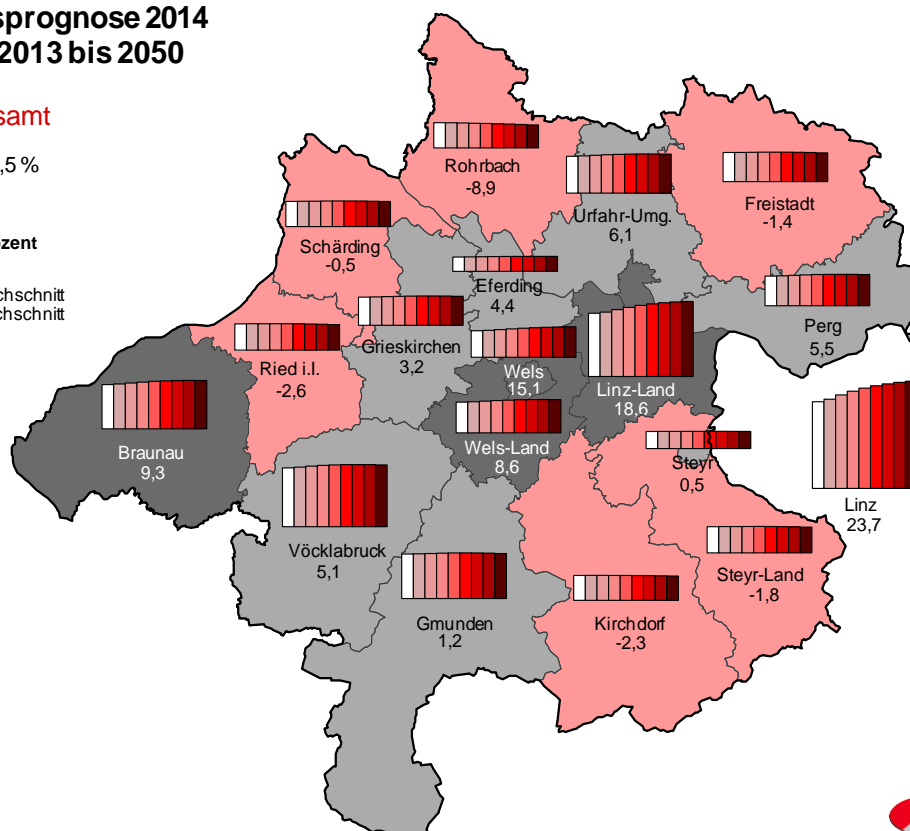 sprognose 2014
2013 bis 2050
samt
,5 %
zent
chschnitt
chschnitt
Rohrbach
-8,9
Freistadt
-1,4
Urfahr-Umg.
6,1
Schärding
-0,5
Eferding
4,4
Perg
5,5
Grieskirchen
3,2
Ried i.I.
-2,6
Wels
15,1
Linz-Land
18,6
Braunau
9,3
Wels-Land
8,6
Steyr
0,5
Linz
23,7
Vöcklabruck
5,1
Steyr-Land
-1,8
Gmunden
1,2
Kirchdorf
-2,3